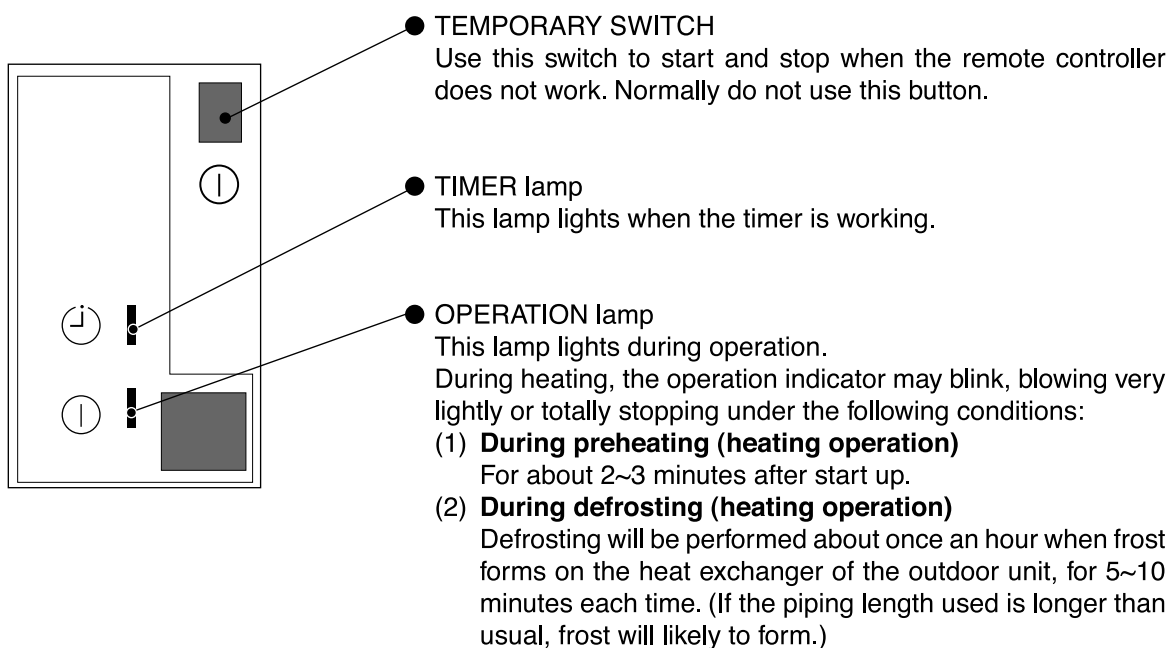 ● TEMPORARY SWITCH
Use this switch to start and stop when the remote controller
does not work. Normally do not use this button.
● TIMER lamp
This lamp lights when the timer is working.
● OPERATION lamp
This lamp lights during operation.
During heating, the operation indicator may blink, blowing very
lightly or totally stopping under the following conditions:
(1) During preheating (heating operation)
For about 2~3 minutes after start up.
(2) During defrosting (heating operation)
Defrosting will be performed about once an hour when frost
forms on the heat exchanger of the outdoor unit, for 5~10
minutes each time. (If the piping length used is longer than
usual, frost will likely to form.)